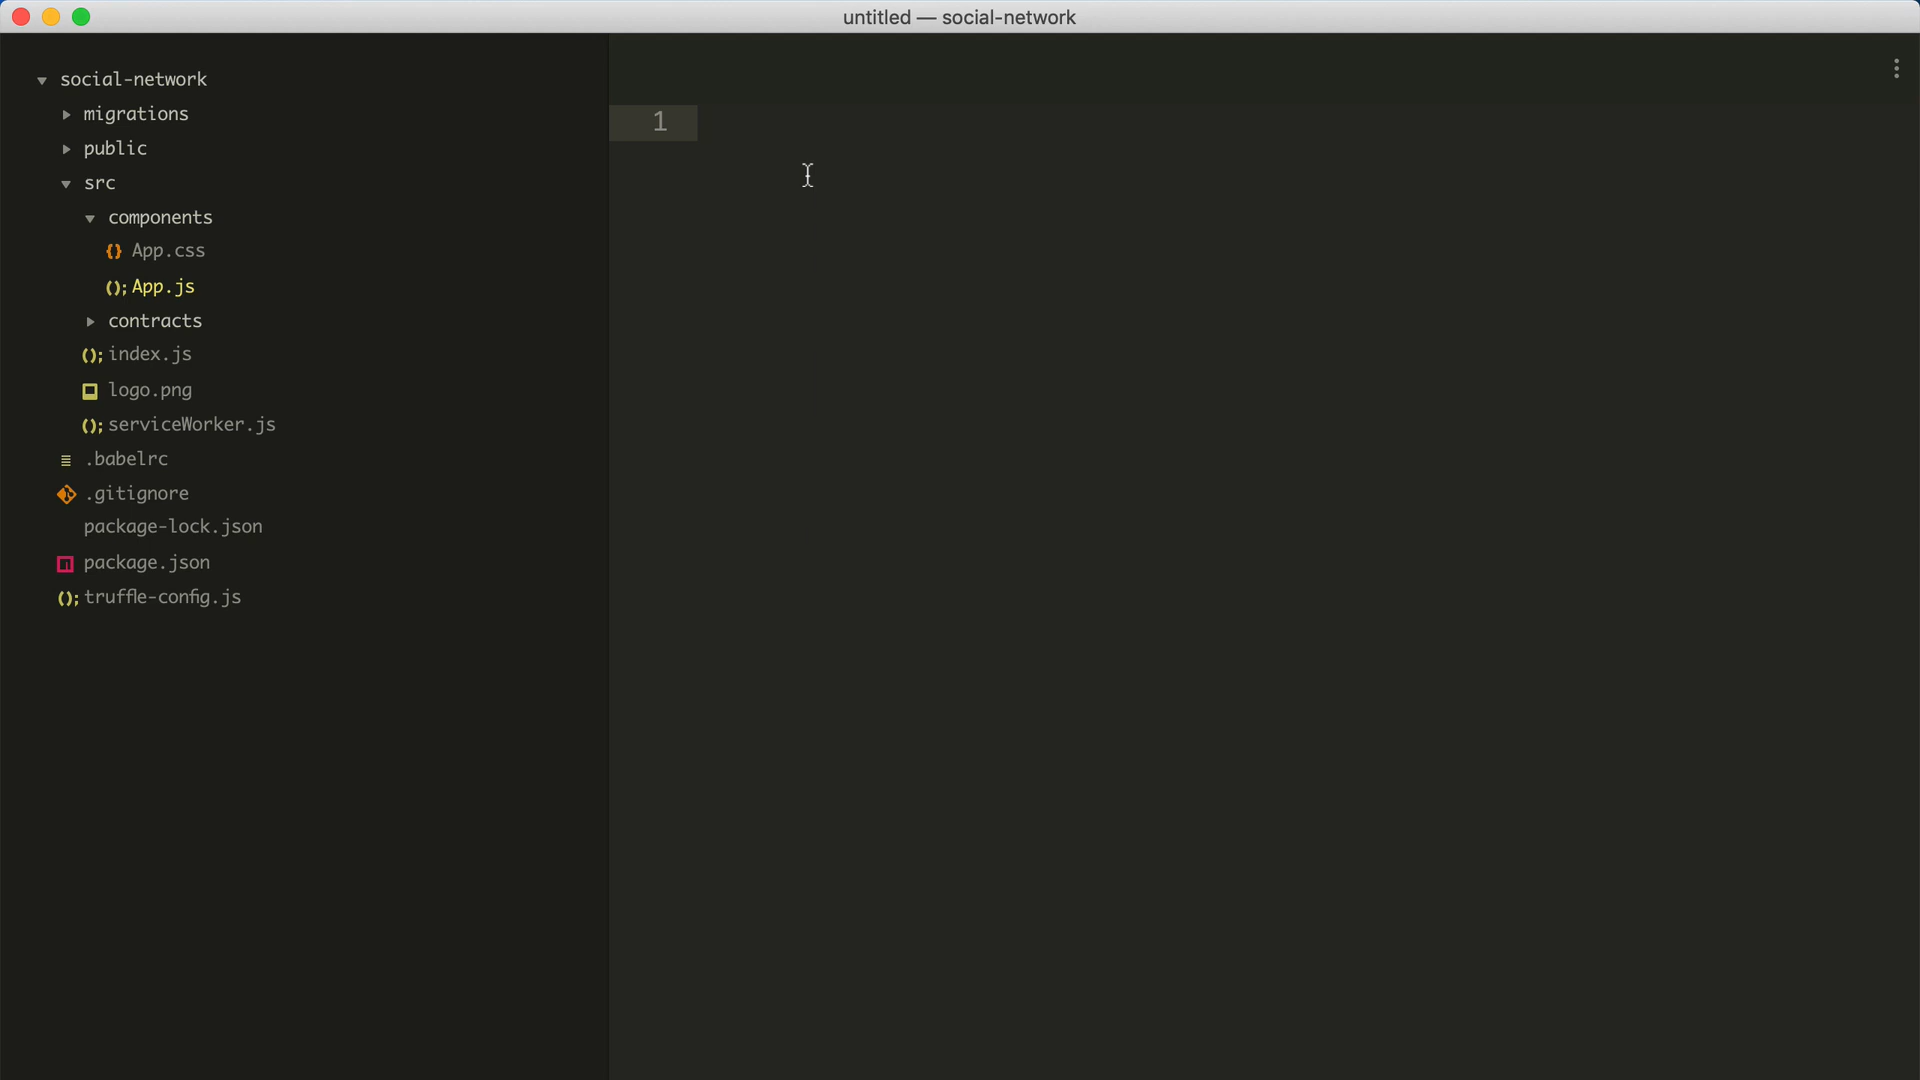 untitled — social-network
social-network
migrations
public
src
components
{} App.css
(); App.js
contracts
(); index.js
logo.png
(); serviceWorker.js
.babelrc
.gitignore
package-lock.json
package.json
(); truffle-config.js
1